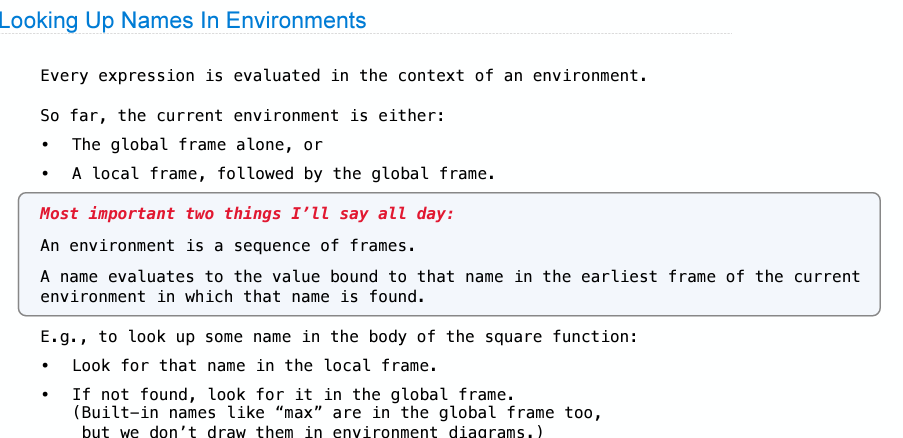 Looking Up Names In Environments
Every expression is evaluated in the context of an environment.
So far, the current environment is either:
• The global frame alone, or
• A local frame, followed by the global frame.
Most important two things I’ll say all day:
An environment is a sequence of frames.
A name evaluates to the value bound to that name in the earliest frame of the current
environment in which that name is found.
E.g., to look up some name in the body of the square function:
• Look for that name in the local frame.
• If not found, look for it in the global frame.
(Built-in names like “max” are in the global frame too,
but we don’t draw them in environment diagrams.)